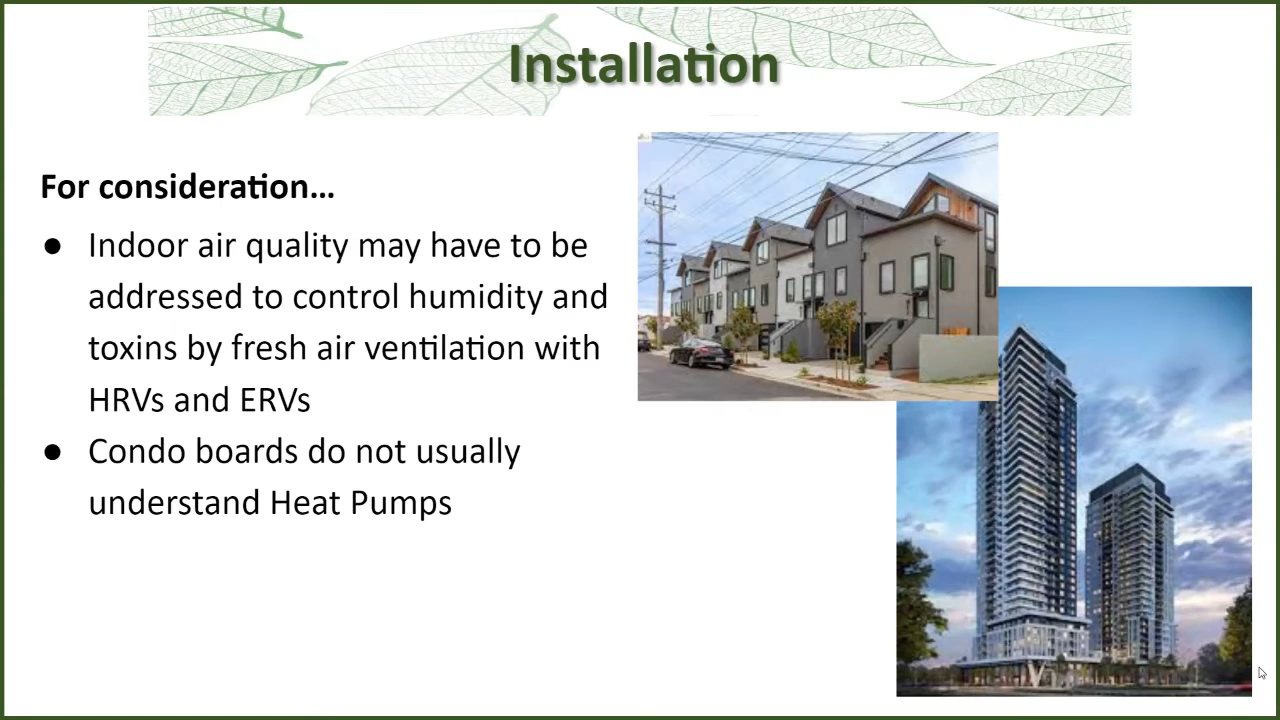 Installation
For consideration...
● Indoor air quality may have to be
addressed to control humidity and
toxins by fresh air ventilation with
HRVs and ERVs
● Condo boards do not usually
understand Heat Pumps